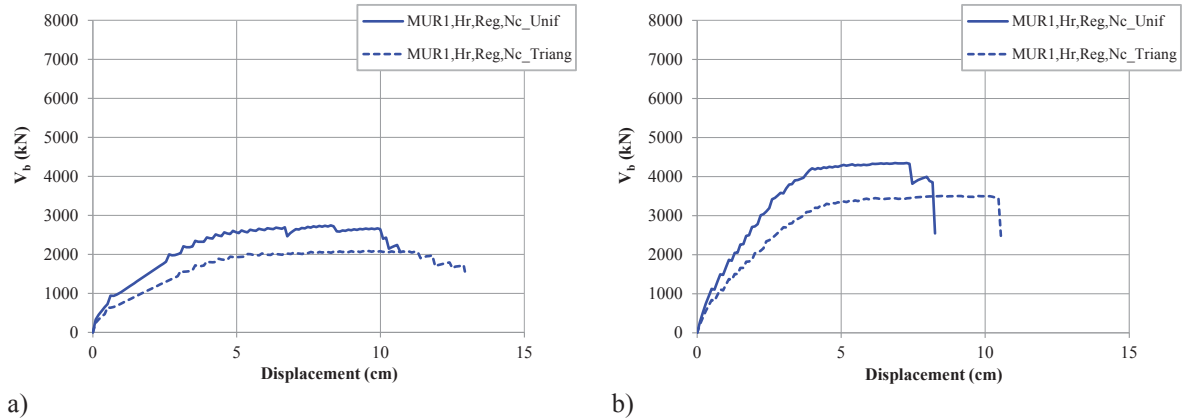 8000
7000
6000
5000
4000
3000
2000
1000
0
V_b (kN)
0 5 10 15
Displacement (cm)
MUR1,Hr,Reg,Nc_Unif
MUR1,Hr,Reg,Nc_Triang
a)
8000
7000
6000
5000
4000
3000
2000
1000
0
V_b (kN)
0 5 10 15
Displacement (cm)
MUR1,Hr,Reg,Nc_Unif
MUR1,Hr,Reg,Nc_Triang
b)